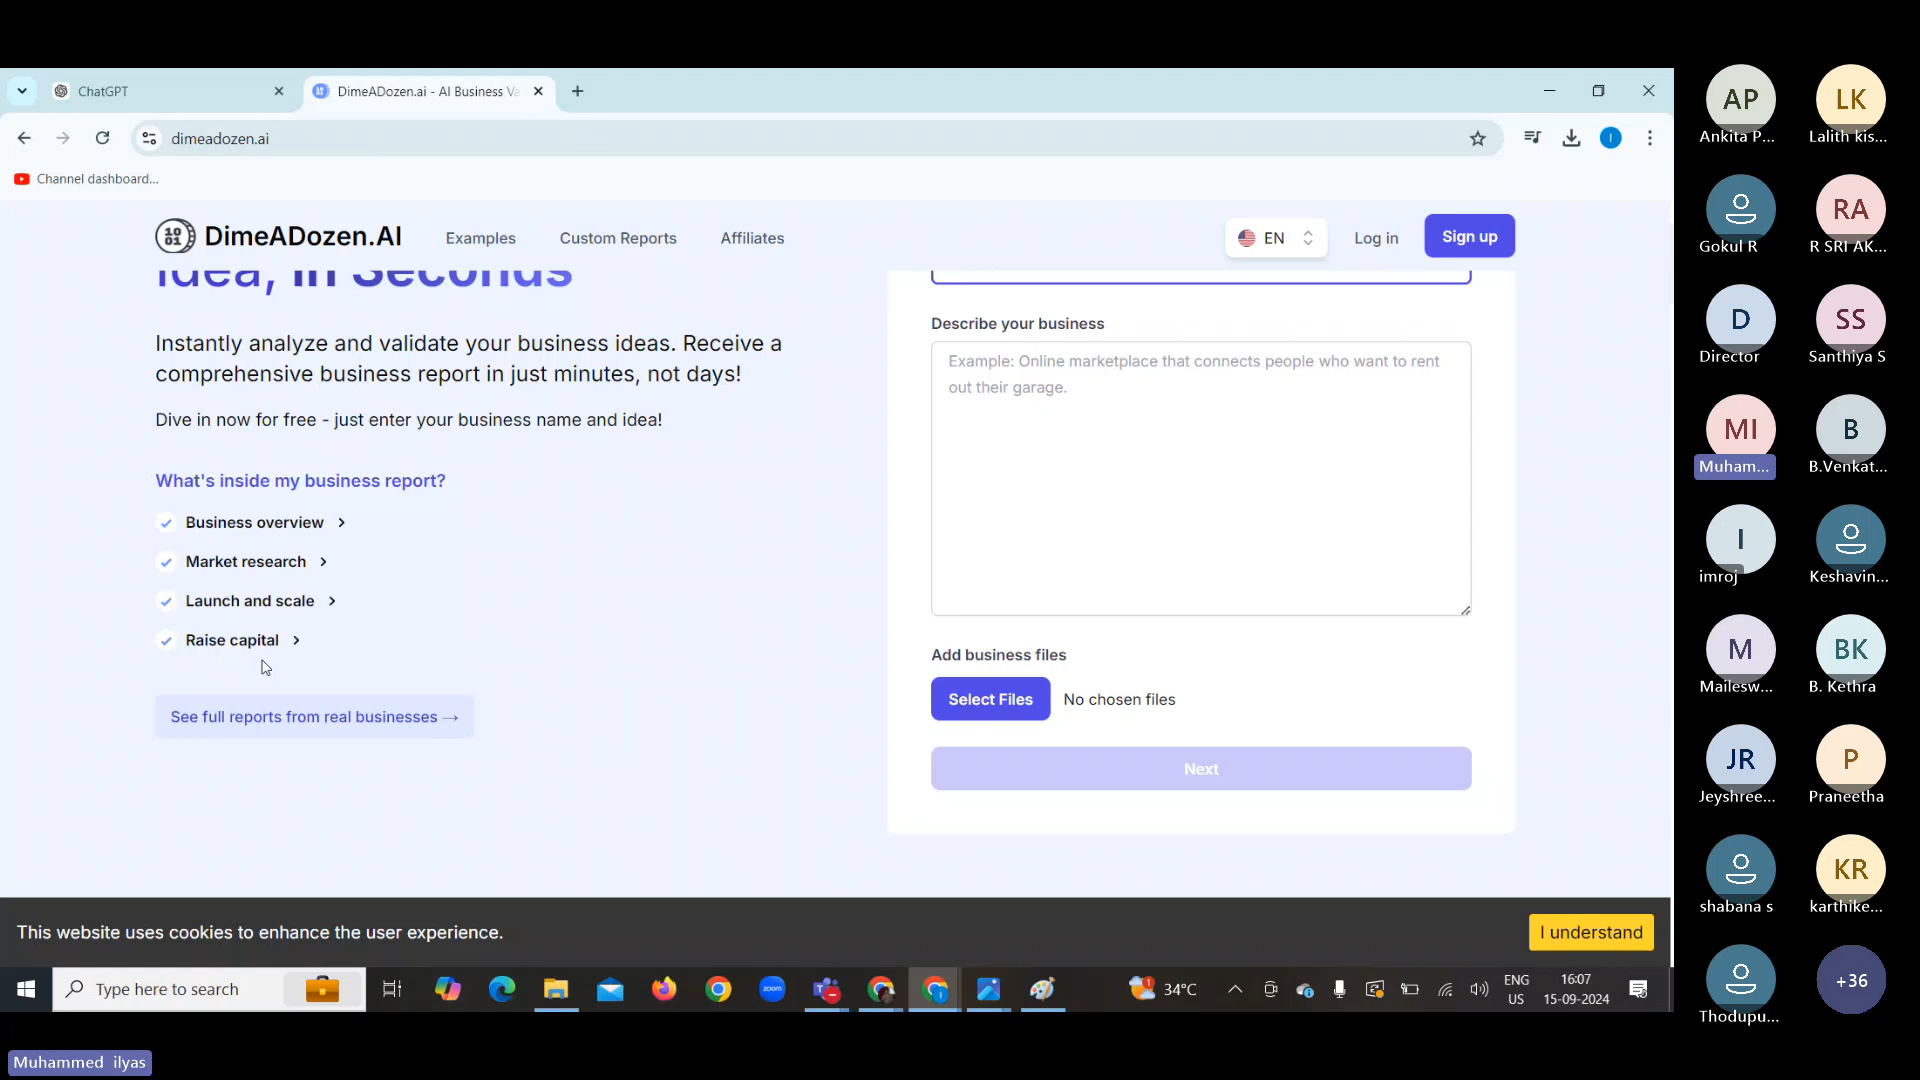 ChatGPT
DimeADozen.ai - AI Business Va
dimeadozen.ai
Channel dashboard...
DimeADozen.AI
Examples
Custom Reports
Affiliates
EN
Log in
Sign up
Idea, in Seconds
Instantly analyze and validate your business ideas. Receive a
comprehensive business report in just minutes, not days!
Dive in now for free - just enter your business name and idea!
What's inside my business report?
Business overview
Market research
Launch and scale
Raise capital
See full reports from real businesses →
Describe your business
Example: Online marketplace that connects people who want to rent
out their garage.
Add business files
Select Files
No chosen files
Next
This website uses cookies to enhance the user experience.
I understand
Type here to search
zoom
34°C
ENG
US
16:07
15-09-2024
AP
Ankita P...
LK
Lalith kis...
Gokul R
RA
R SRI AK...
D
Director
SS
Santhiya S
MI
Muham...
B
B.Venkat...
I
imroj
Keshavin...
M
Mailesw...
BK
B. Kethra
JR
Jeyshree...
P
Praneetha
shabana s
KR
karthike...
Thodupu...
+36
Muhammed ilyas